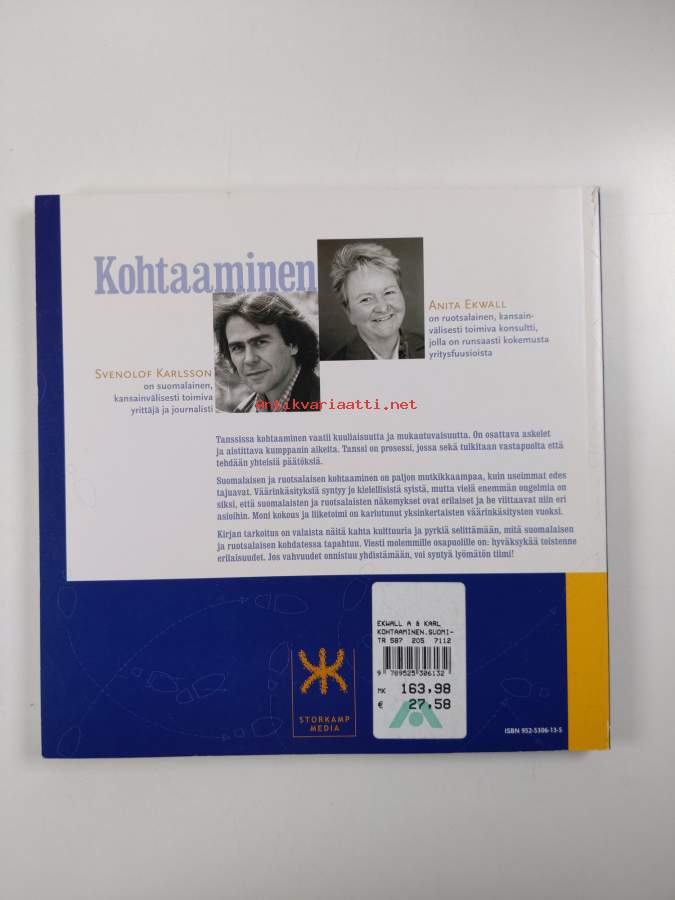 Kohtaaminen
ANITA EKWALL
on ruotsalainen, kansain-
välisesti toimiva konsultti,
jolla on runsaasti kokemusta
yritysfuusioista
SVENOLOF KARLSSON
on suomalainen,
kansainvälisesti toimiva
yrittäjä ja journalisti
Antikvariaatti.net
Tanssissa kohtaaminen vaatii kuuliaisuutta ja mukautuvaisuutta. On osattava askelet
ja aistittava kumppanin aikeita. Tanssi on prosessi, jossa sekä tulkitaan vastapuolta että
tehdään yhteisiä päätöksiä.
Suomalaisen ja ruotsalaisen kohtaaminen on paljon mutkikkaampaa, kuin useimmat edes
tajuavat. Väärinkäsityksiä syntyy jo kielellisistä syistä, mutta vielä enemmän ongelmia on
siksi, että suomalaisten ja ruotsalaisten näkemykset ovat erilaiset ja he viittaavat niin eri
asioihin. Moni kokous ja liiketoimi on kariutunut yksinkertaisten väärinkäsitysten vuoksi.
Kirjan tarkoitus on valaista näitä kahta kulttuuria ja pyrkiä selittämään, mitä suomalaisen
ja ruotsalaisen kohdatessa tapahtuu. Viesti molemmille osapuolille on: hyväksykää toistenne
erilaisuudet. Jos vahvuudet onnistuu yhdistämään, voi syntyä lyömätön tiimi!
EKWALL A & KARL
KOHTAAMINEN.SUOMI-
TR 587 205 7112
9 789525 306132
MK 163,98
€ 27,58
STORKAMP
MEDIA
ISBN 952-5306-13-5